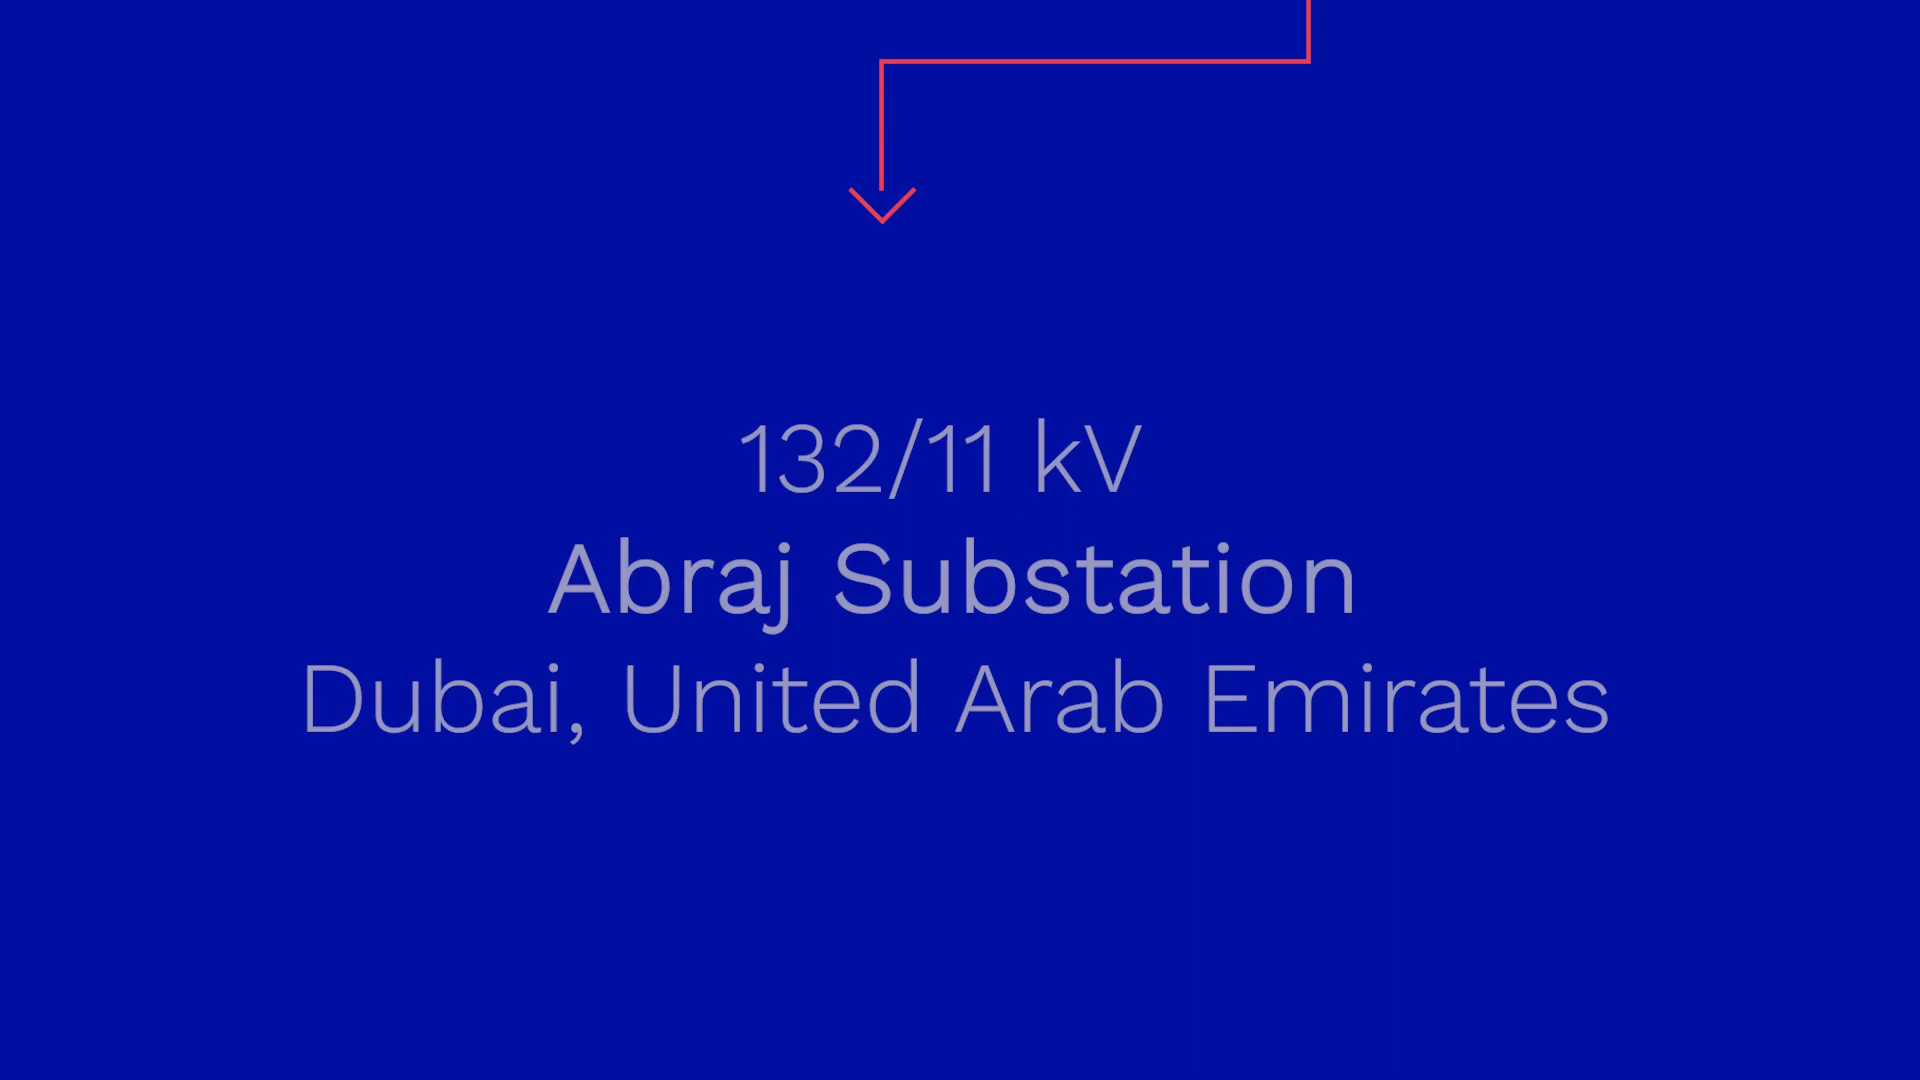 132/11 kV
Abraj Substation
Dubai, United Arab Emirates